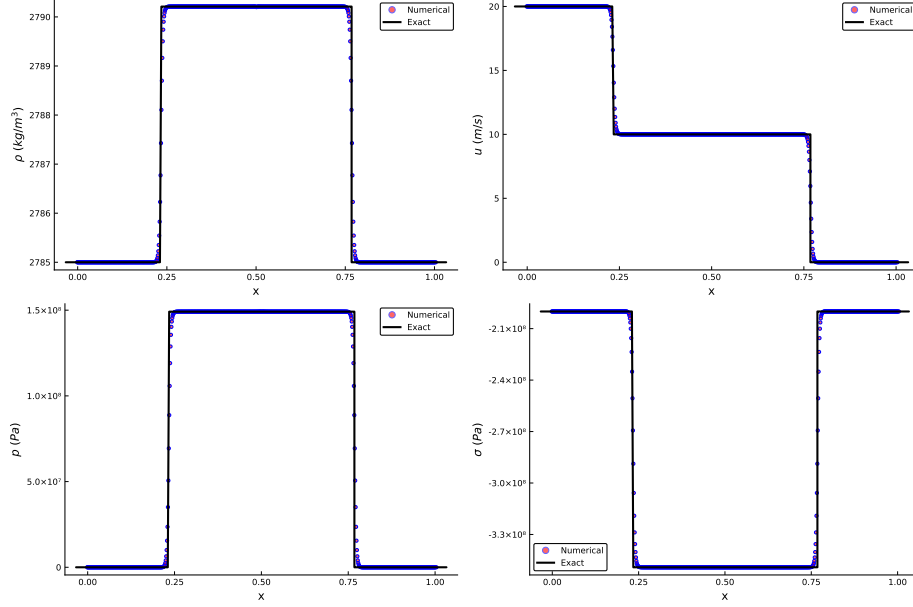 2790
2789
2788
2787
2786
2785
ρ (kg/m³)
0.00
0.25
0.50
0.75
1.00
x
Numerical
Exact
20
15
10
5
0
u (m/s)
0.00
0.25
0.50
0.75
1.00
x
Numerical
Exact
1.5×10⁸
1.0×10⁸
5.0×10⁷
0
p (Pa)
0.00
0.25
0.50
0.75
1.00
x
Numerical
Exact
-2.1×10⁸
-2.4×10⁸
-2.7×10⁸
-3.0×10⁸
-3.3×10⁸
σ (Pa)
0.00
0.25
0.50
0.75
1.00
x
Numerical
Exact